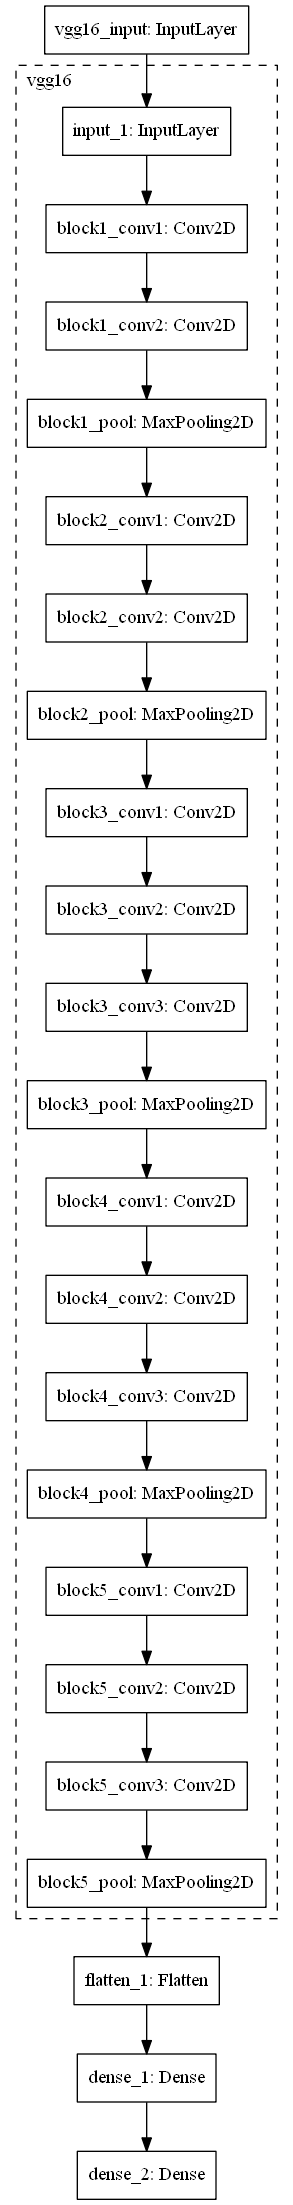 vgg16_input: InputLayer
vgg16
input_1: InputLayer
block1_conv1: Conv2D
block1_conv2: Conv2D
block1_pool: MaxPooling2D
block2_conv1: Conv2D
block2_conv2: Conv2D
block2_pool: MaxPooling2D
block3_conv1: Conv2D
block3_conv2: Conv2D
block3_conv3: Conv2D
block3_pool: MaxPooling2D
block4_conv1: Conv2D
block4_conv2: Conv2D
block4_conv3: Conv2D
block4_pool: MaxPooling2D
block5_conv1: Conv2D
block5_conv2: Conv2D
block5_conv3: Conv2D
block5_pool: MaxPooling2D
flatten_1: Flatten
dense_1: Dense
dense_2: Dense